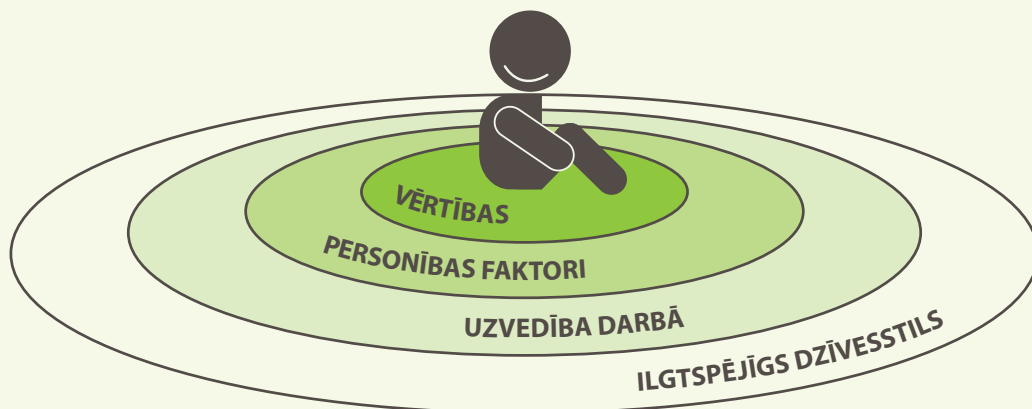 VĒRTĪBAS
PERSONĪBAS FAKTORI
UZVEDĪBA DARBĀ
ILGTSPĒJĪGS DZĪVESSTILS